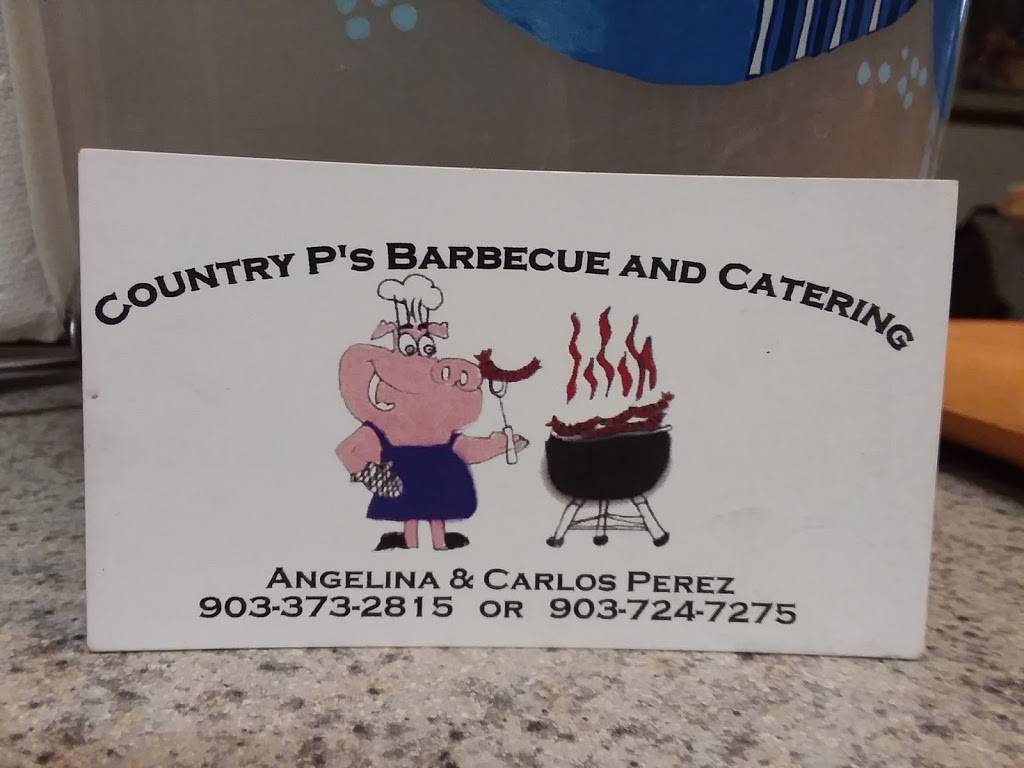 Country P's Barbecue and Catering
Angelina & Carlos Perez
903-373-2815 or 903-724-7275